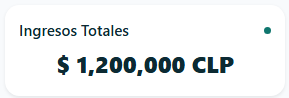 Ingresos Totales
$ 1,200,000 CLP